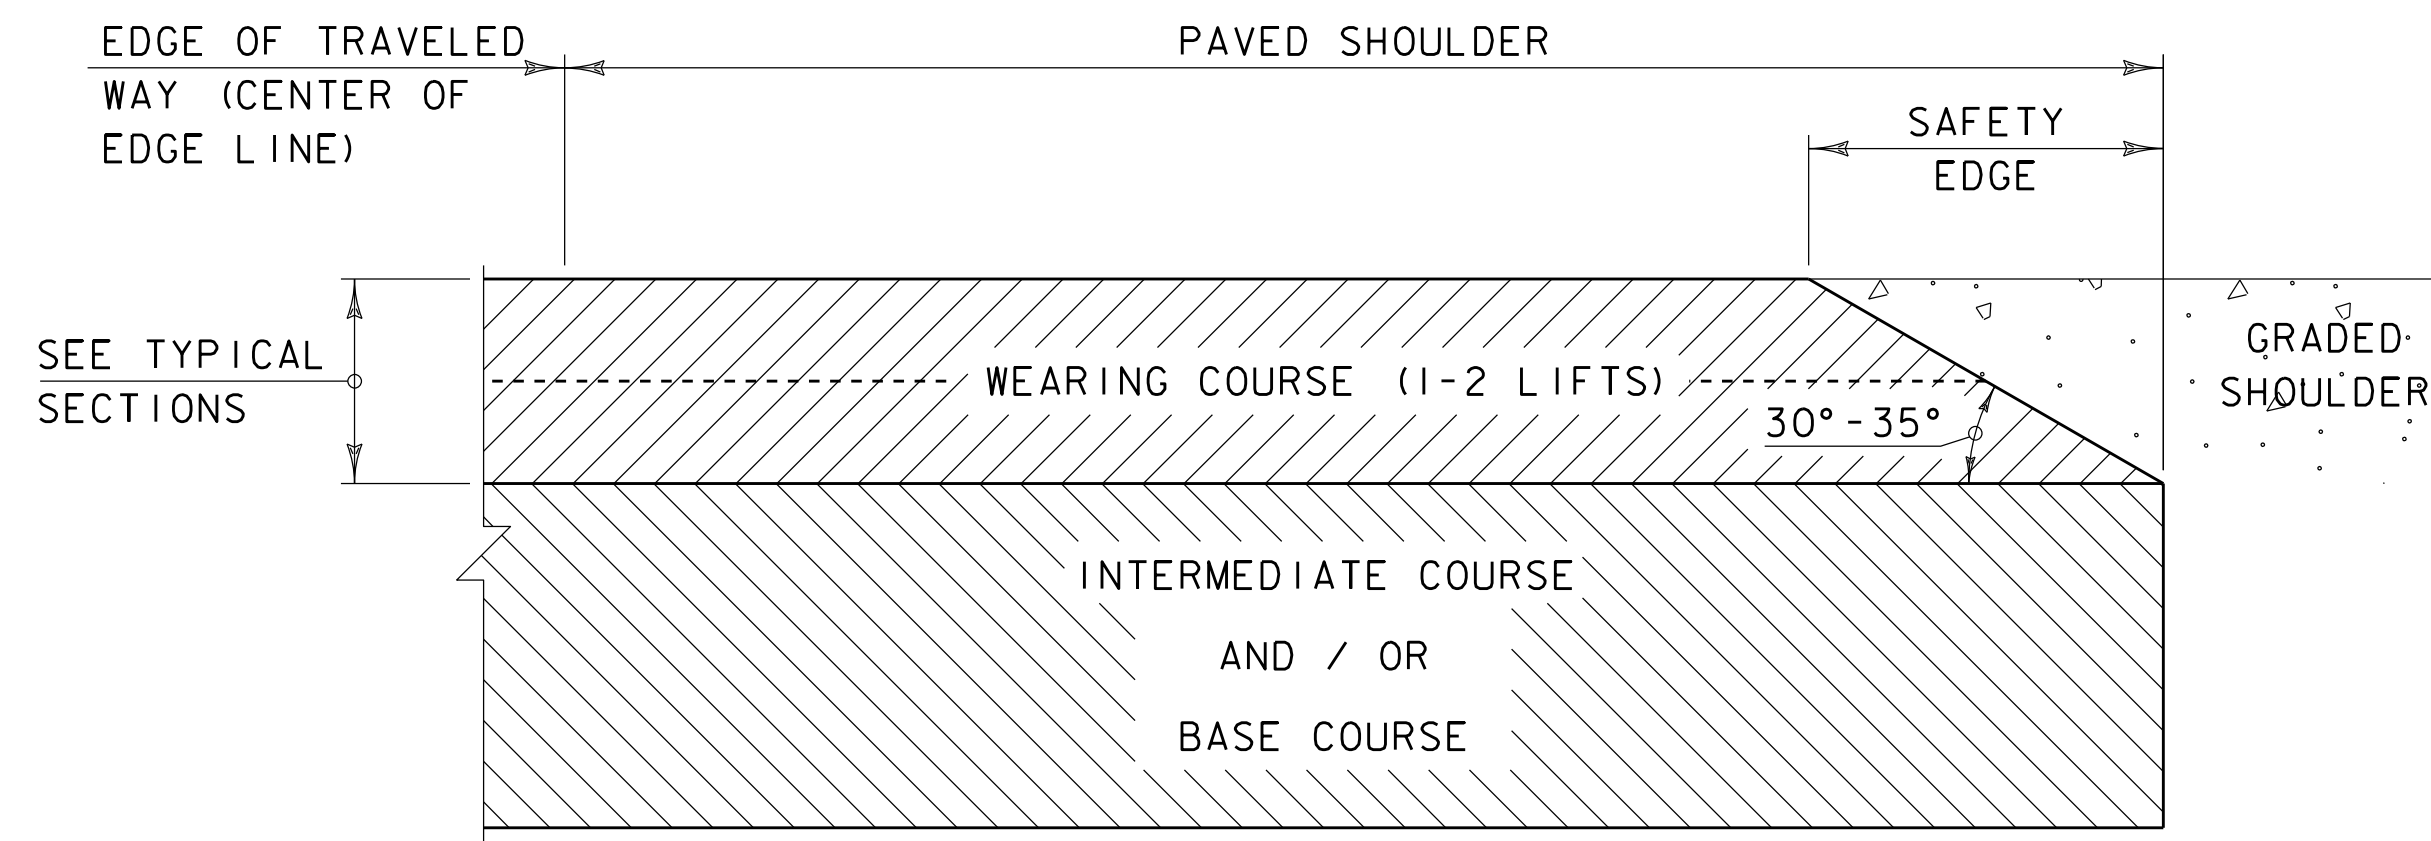 EDGE OF TRAVELED
WAY (CENTER OF
EDGE LINE)
PAVED SHOULDER
SAFETY
EDGE
SEE TYPICAL
SECTIONS
WEARING COURSE (1-2 LIFTS)
30°-35°
GRADED
SHOULDER
INTERMEDIATE COURSE
AND / OR
BASE COURSE